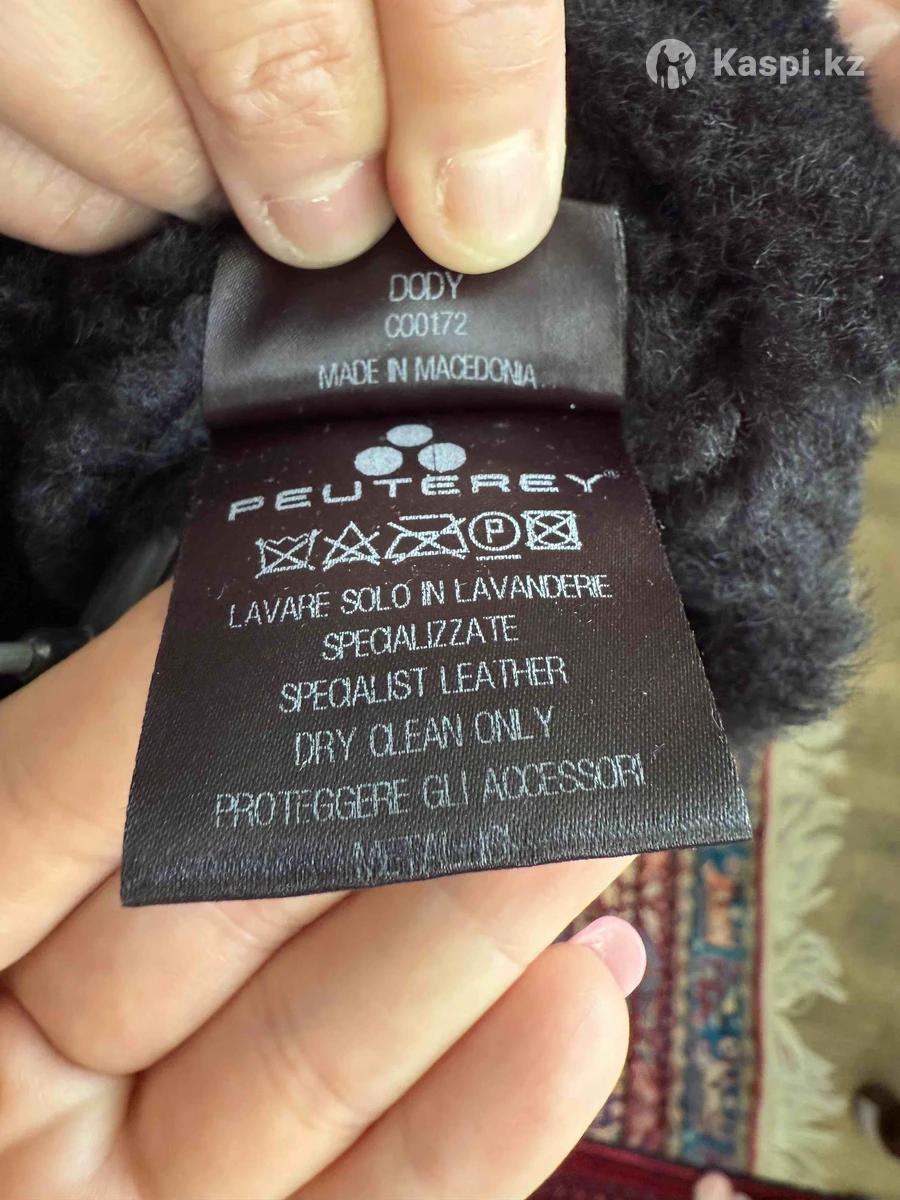 Kaspi.kz
DODY
C00172
MADE IN MACEDONIA
PEUTEREY®
P
LAVARE SOLO IN LAVANDERIE
SPECIALIZZATE
SPECIALIST LEATHER
DRY CLEAN ONLY
PROTEGGERE GLI ACCESSORI